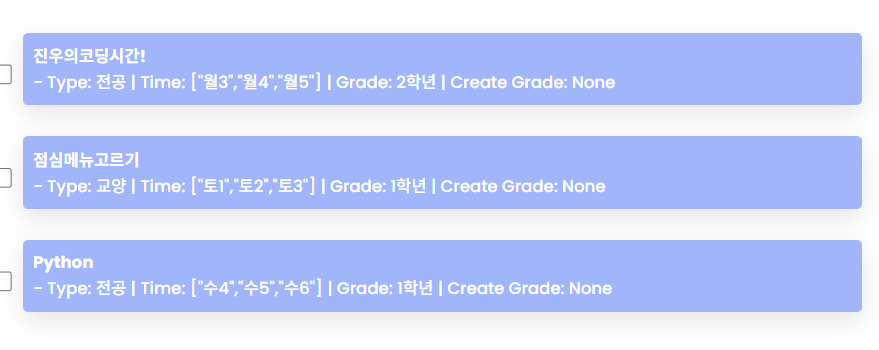 진우의코딩시간!
- Type: 전공 | Time: ["월3","월4","월5"] | Grade: 2학년 | Create Grade: None
점심메뉴고르기
- Type: 교양 | Time: ["토1","토2","토3"] | Grade: 1학년 | Create Grade: None
Python
- Type: 전공 | Time: ["수4","수5","수6"] | Grade: 1학년 | Create Grade: None